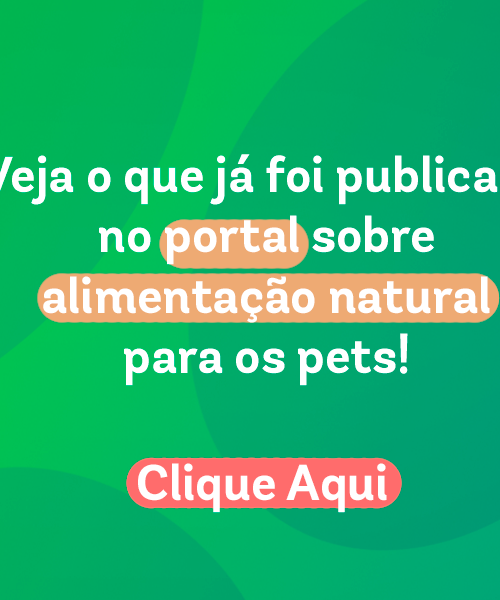 Veja o que já foi publica
no portal sobre
alimentação natural
para os pets!
Clique Aqui